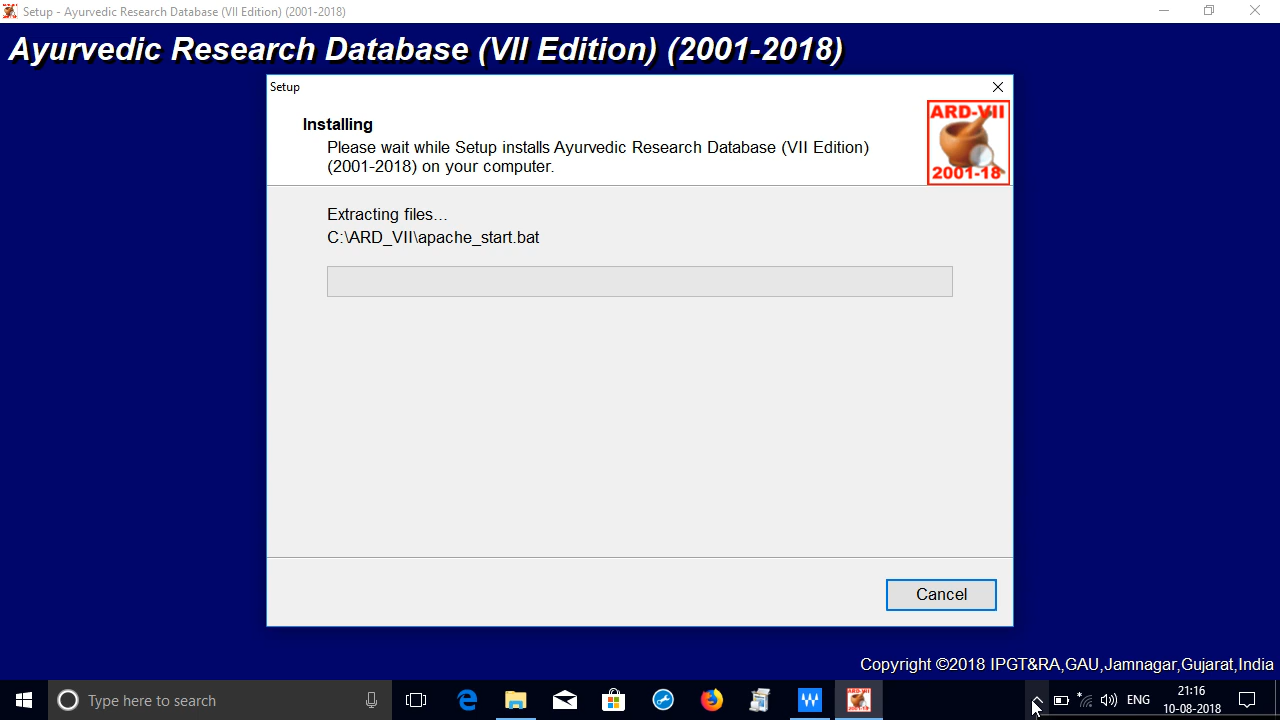 Setup - Ayurvedic Research Database (VII Edition) (2001-2018)
Ayurvedic Research Database (VII Edition) (2001-2018)
Setup
Installing
Please wait while Setup installs Ayurvedic Research Database (VII Edition)
(2001-2018) on your computer.
ARD-VII
2001-18
Extracting files...
C:\ARD_VII\apache_start.bat
Cancel
Copyright ©2018 IPGT&RA,GAU,Jamnagar,Gujarat,India
Type here to search
ENG
21:16
10-08-2018